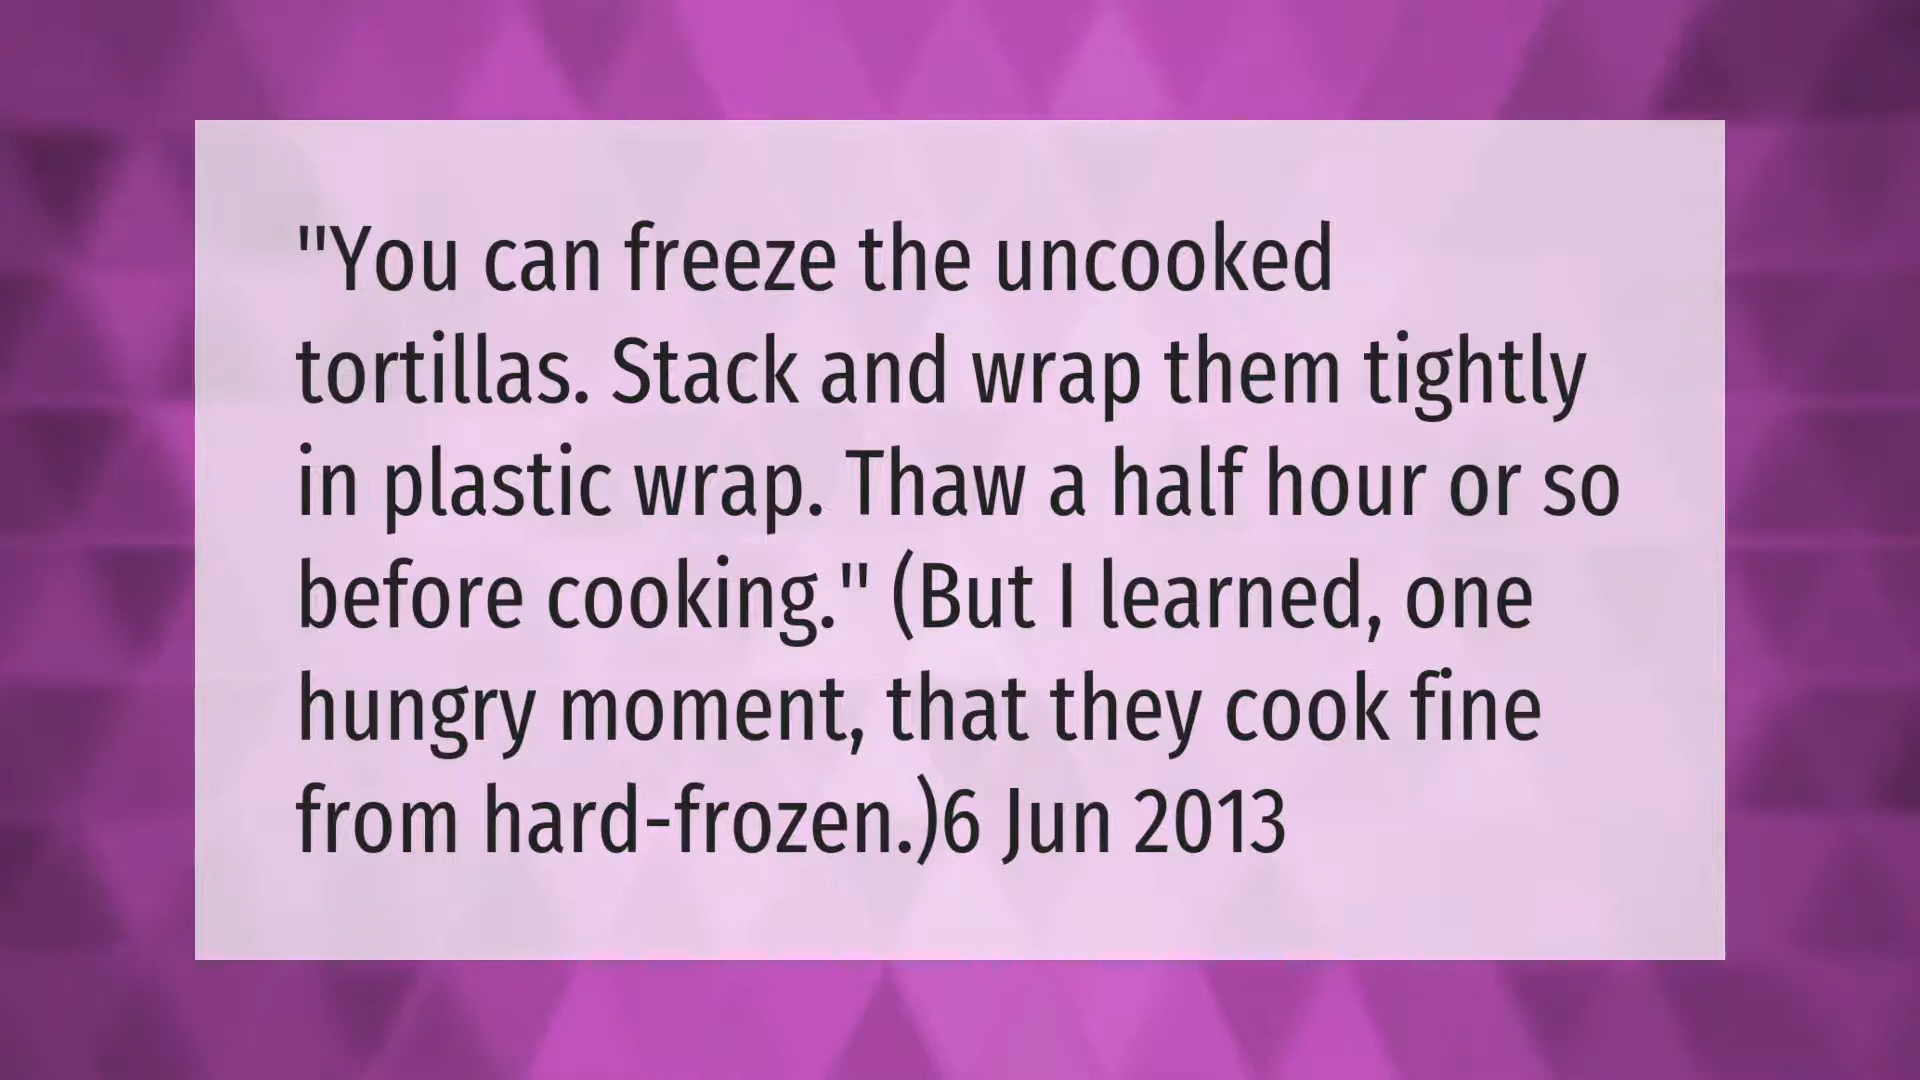 "You can freeze the uncooked
tortillas. Stack and wrap them tightly
in plastic wrap. Thaw a half hour or so
before cooking." (But I learned, one
hungry moment, that they cook fine
from hard-frozen.)6 Jun 2013